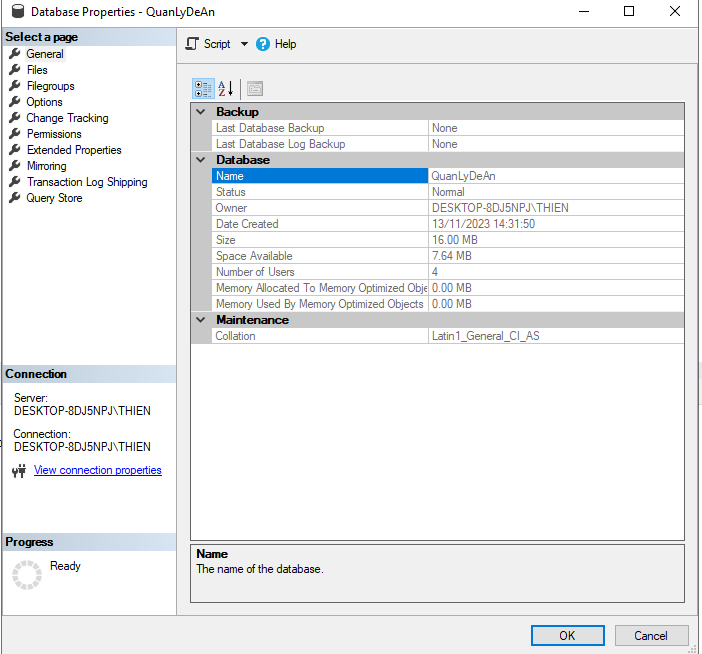 Database Properties - QuanLyDeAn
Select a page
General
Files
Filegroups
Options
Change Tracking
Permissions
Extended Properties
Mirroring
Transaction Log Shipping
Query Store
Connection
Server:
DESKTOP-8DJ5NPJ\THIEN
Connection:
DESKTOP-8DJ5NPJ\THIEN
View connection properties
Progress
Ready
Script Help
Backup
Last Database Backup None
Last Database Log Backup None
Database
Name QuanLyDeAn
Status Normal
Owner DESKTOP-8DJ5NPJ\THIEN
Date Created 13/11/2023 14:31:50
Size 16.00 MB
Space Available 7.64 MB
Number of Users 4
Memory Allocated To Memory Optimized Obje 0.00 MB
Memory Used By Memory Optimized Objects 0.00 MB
Maintenance
Collation Latin1_General_CI_AS
Name
The name of the database.
OK Cancel